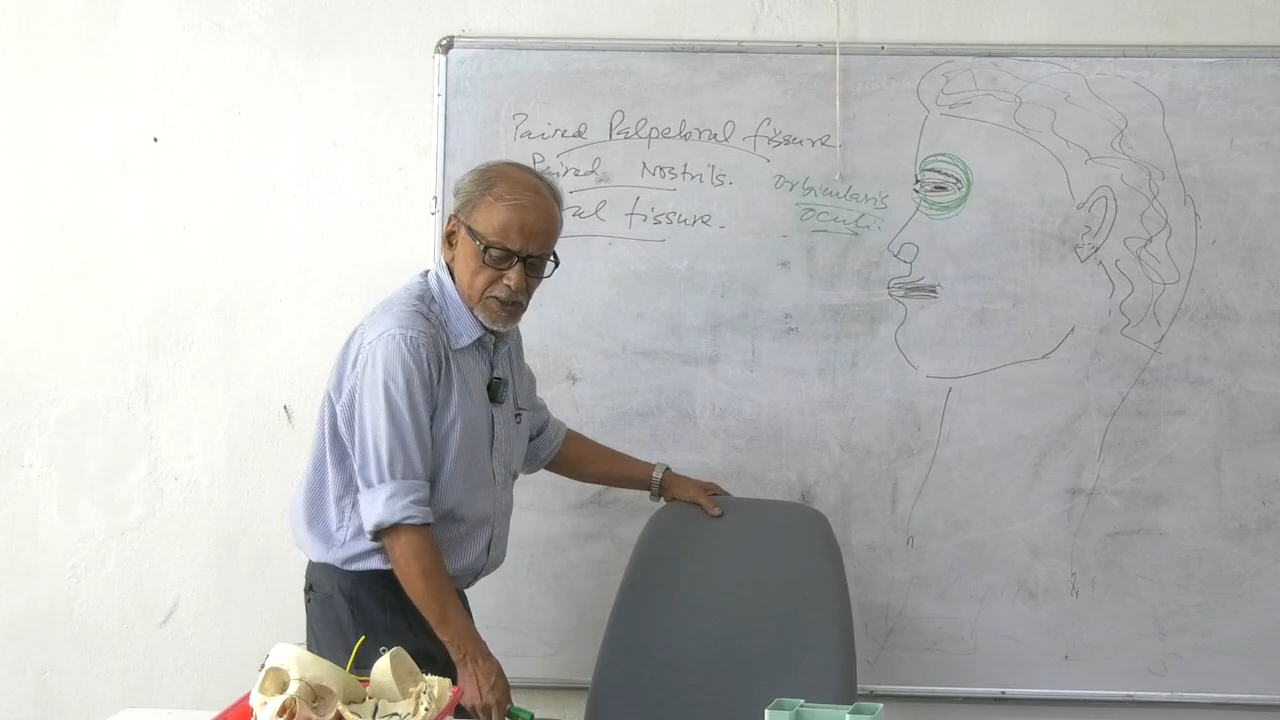 Paired Palpebral fissure.
Paired Nostrils.
fissure.
orbicularis
oculi.